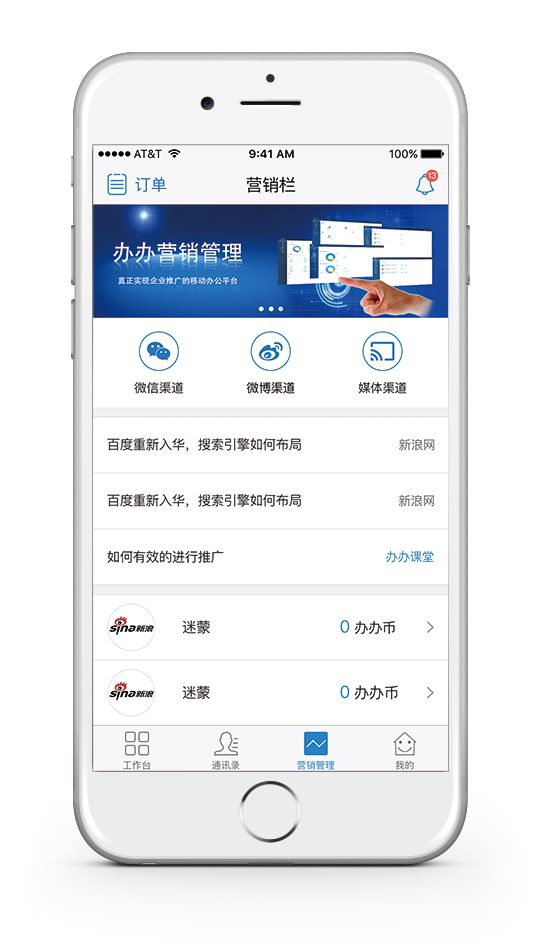 AT&T 9:41 AM 100%
订单 营销栏 13
办办营销管理
真正实现企业推广的移动办公平台
微信渠道 微博渠道 媒体渠道
百度重新入华，搜索引擎如何布局 新浪网
百度重新入华，搜索引擎如何布局 新浪网
如何有效的进行推广 办办课堂
sina新浪 迷蒙 0 办办币
sina新浪 迷蒙 0 办办币
工作台 通讯录 营销管理 我的